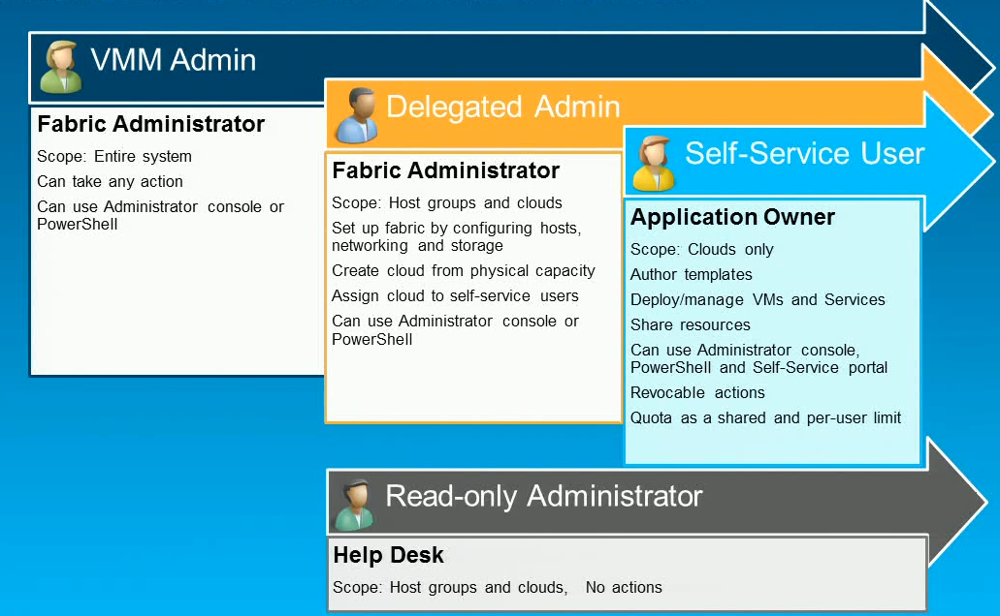 VMM Admin
Fabric Administrator
Scope: Entire system
Can take any action
Can use Administrator console or
PowerShell
Delegated Admin
Fabric Administrator
Scope: Host groups and clouds
Set up fabric by configuring hosts,
networking and storage
Create cloud from physical capacity
Assign cloud to self-service users
Can use Administrator console or
PowerShell
Self-Service User
Application Owner
Scope: Clouds only
Author templates
Deploy/manage VMs and Services
Share resources
Can use Administrator console,
PowerShell and Self-Service portal
Revocable actions
Quota as a shared and per-user limit
Read-only Administrator
Help Desk
Scope: Host groups and clouds, No actions